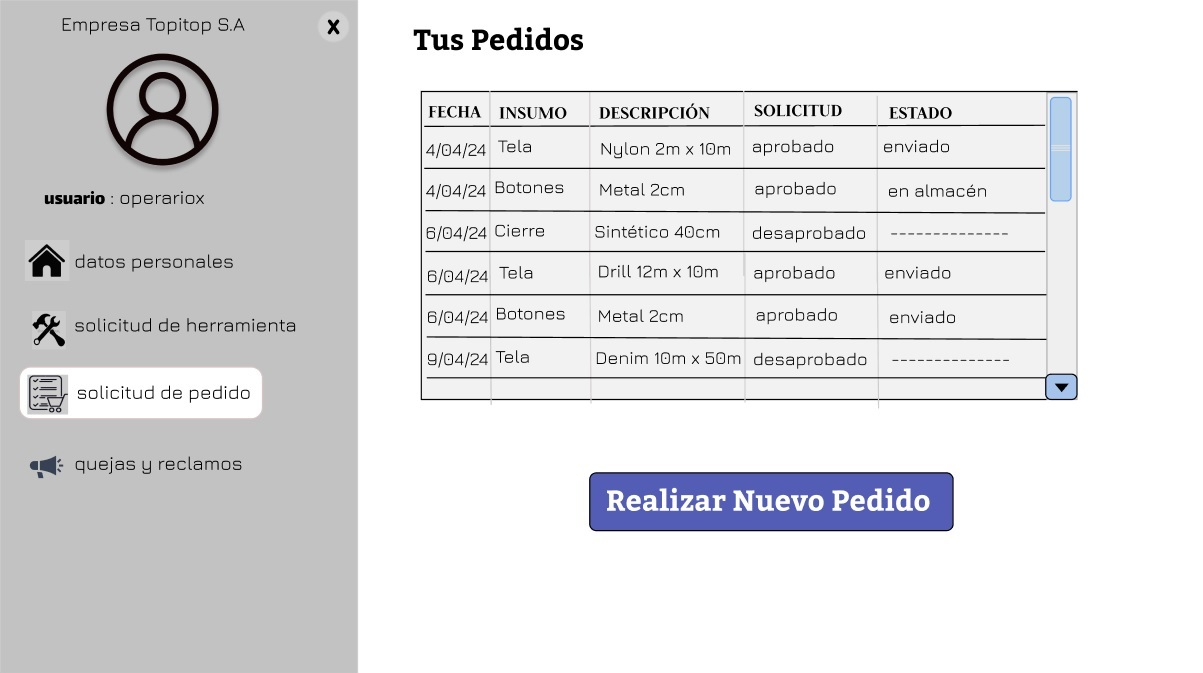 Empresa Topitop S.A
X
usuario : operariox
datos personales
solicitud de herramienta
solicitud de pedido
quejas y reclamos
Tus Pedidos
FECHA INSUMO DESCRIPCIÓN SOLICITUD ESTADO
4/04/24 Tela Nylon 2m x 10m aprobado enviado
4/04/24 Botones Metal 2cm aprobado en almacén
6/04/24 Cierre Sintético 40cm desaprobado --------------
6/04/24 Tela Drill 12m x 10m aprobado enviado
6/04/24 Botones Metal 2cm aprobado enviado
9/04/24 Tela Denim 10m x 50m desaprobado --------------
Realizar Nuevo Pedido